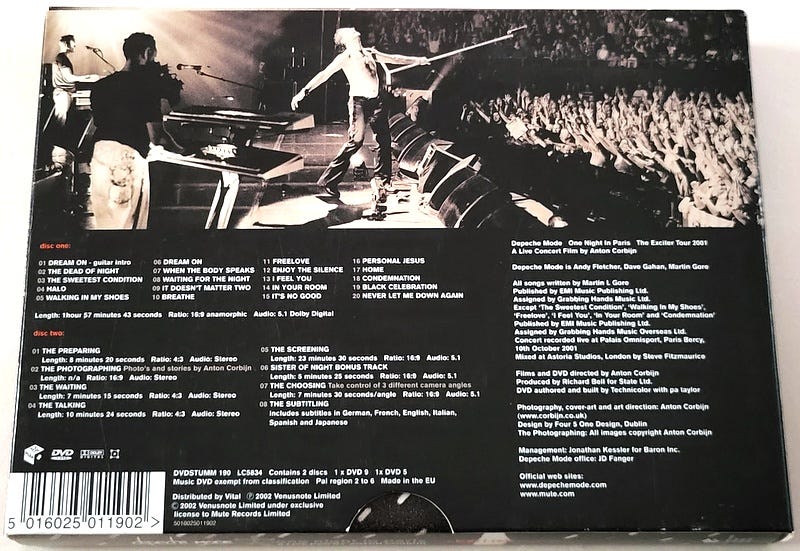 disc one:
01 DREAM ON - guitar intro
02 THE DEAD OF NIGHT
03 THE SWEETEST CONDITION
04 HALO
05 WALKING IN MY SHOES
06 DREAM ON
07 WHEN THE BODY SPEAKS
08 WAITING FOR THE NIGHT
09 IT DOESN'T MATTER TWO
10 BREATHE
11 FREELOVE
12 ENJOY THE SILENCE
13 I FEEL YOU
14 IN YOUR ROOM
15 IT'S NO GOOD
16 PERSONAL JESUS
17 HOME
18 CONDEMNATION
19 BLACK CELEBRATION
20 NEVER LET ME DOWN AGAIN
Length: 1hour 57 minutes 43 seconds Ratio: 16:9 anamorphic Audio: 5.1 Dolby Digital
disc two:
01 THE PREPARING
Length: 8 minutes 20 seconds Ratio: 4:3 Audio: Stereo
02 THE PHOTOGRAPHING Photo's and stories by Anton Corbijn
Length: n/a Ratio: 16:9 Audio: Stereo
03 THE WAITING
Length: 7 minutes 15 seconds Ratio: 4:3 Audio: Stereo
04 THE TALKING
Length: 10 minutes 24 seconds Ratio: 4:3 Audio: Stereo
05 THE SCREENING
Length: 23 minutes 30 seconds Ratio: 16:9 Audio: 5.1
06 SISTER OF NIGHT BONUS TRACK
Length: 5 minutes 25 seconds Ratio: 16:9 Audio: 5.1
07 THE CHOOSING Take control of 3 different camera angles
Length: 7 minutes 30 seconds/angle Ratio: 16:9 Audio: 5.1
08 THE SUBTITLING
Includes subtitles in German, French, English, Italian,
Spanish and Japanese
Depeche Mode One Night in Paris The Exciter Tour 2001
A Live Concert Film by Anton Corbijn
Depeche Mode is Andy Fletcher, Dave Gahan, Martin Gore
All songs written by Martin L Gore
Published by EMI Music Publishing Ltd.
Assigned by Grabbing Hands Music Ltd.
Except 'The Sweetest Condition', 'Walking In My Shoes',
'Freelove', 'I Feel You', 'In Your Room' and 'Condemnation'
Published by EMI Music Publishing Ltd.
Assigned by Grabbing Hands Music Overseas Ltd.
Concert recorded live at Palais Omnisport, Paris Bercy,
10th October 2001
Mixed at Astoria Studios, London by Steve Fitzmaurice
Films and DVD directed by Anton Corbijn
Produced by Richard Bell for State Ltd.
DVD authored and built by Technicolor with pa taylor
Photography, cover-art and art direction: Anton Corbijn
(www.corbijn.co.uk)
Design by Four 5 One Design, Dublin
The Photographing: All images copyright Anton Corbijn
Management: Jonathan Kessler for Baron Inc.
Depeche Mode office: JD Fanger
Official web sites:
www.depechemode.com
www.mute.com
DVD
DVDSTUMM 190 LC5834 Contains 2 discs 1 x DVD 9 1x DVD 5
Music DVD exempt from classification Pal region 2 to 6 Made in the EU
Distributed by Vital ℗ 2002 Venusnote Limited
© 2002 Venusnote Limited under exclusive
license to Mute Records Limited
5016025011902
5 016025 011902 >